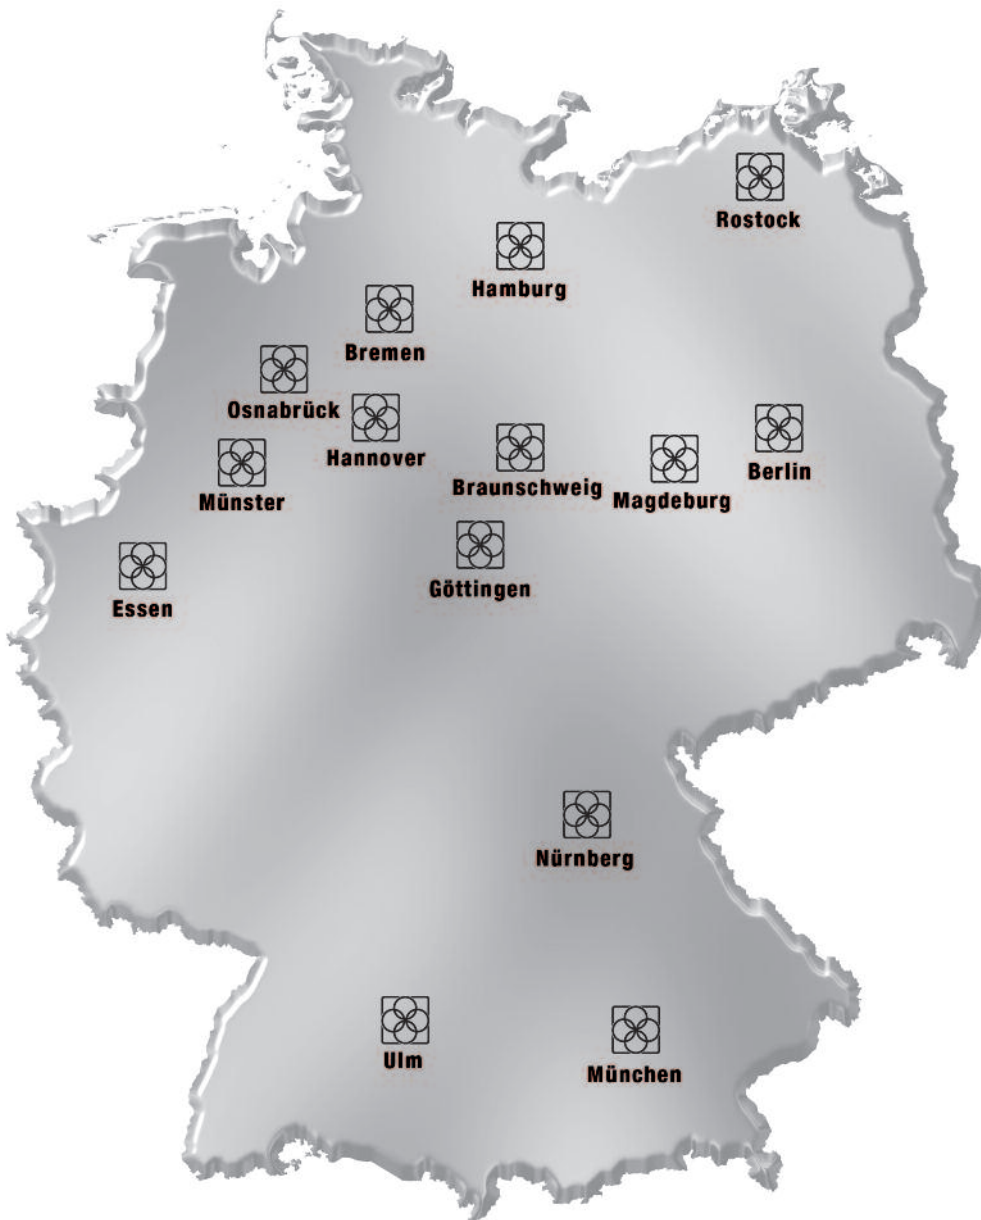 Rostock
Hamburg
Bremen
Osnabrück
Hannover
Braunschweig
Magdeburg
Berlin
Münster
Göttingen
Essen
Nürnberg
Ulm
München